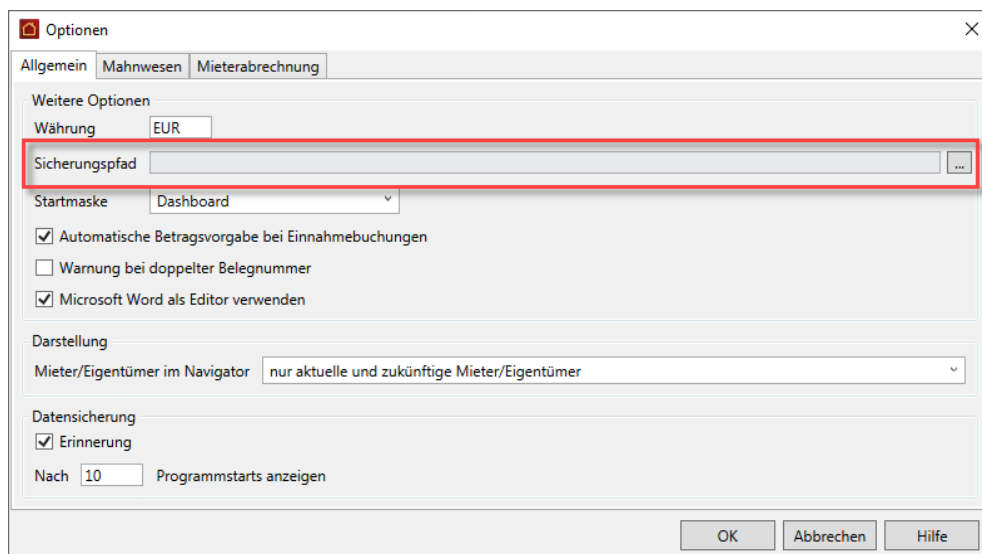 Optionen
Allgemein Mahnwesen Mieterabrechnung
Weitere Optionen
Währung EUR
Sicherungspfad ...
Startmaske Dashboard
Automatische Betragsvorgabe bei Einnahmebuchungen
Warnung bei doppelter Belegnummer
Microsoft Word als Editor verwenden
Darstellung
Mieter/Eigentümer im Navigator nur aktuelle und zukünftige Mieter/Eigentümer
Datensicherung
Erinnerung
Nach 10 Programmstarts anzeigen
OK Abbrechen Hilfe